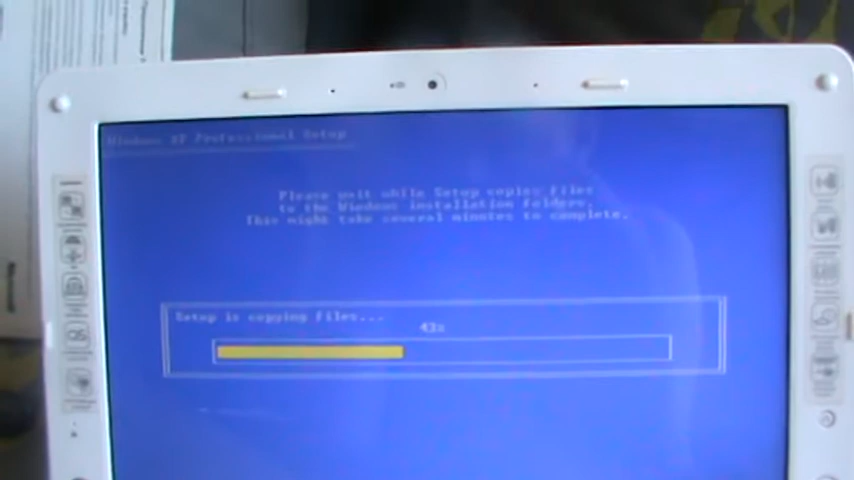 Windows XP Professional Setup
Please wait while Setup copies files
to the Windows installation folders.
This might take several minutes to complete.
Setup is copying files...
43%